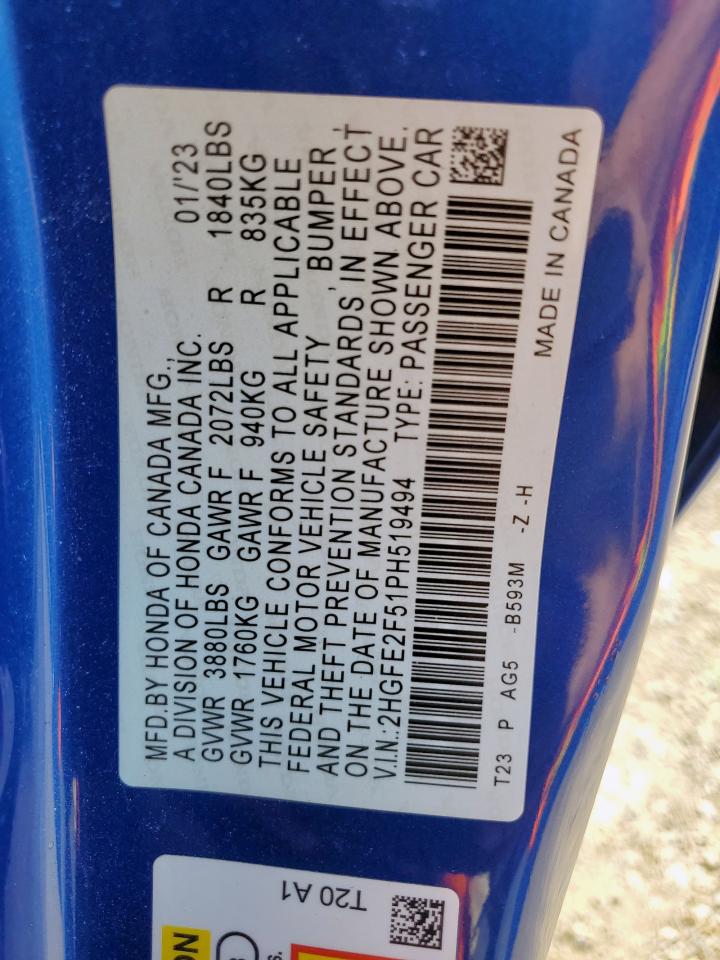 MFD.BY HONDA OF CANADA MFG.,
A DIVISION OF HONDA CANADA INC. 01/'23
GVWR 3880LBS GAWR F 2072LBS R 1840LBS
GVWR 1760KG GAWR F 940KG R 835KG
THIS VEHICLE CONFORMS TO ALL APPLICABLE
FEDERAL MOTOR VEHICLE SAFETY , BUMPER ,
AND THEFT PREVENTION STANDARDS IN EFFECT
ON THE DATE OF MANUFACTURE SHOWN ABOVE.
V.I.N.:2HGFE2F51PH519494 TYPE: PASSENGER CAR
T23 P AG5 -B593M -Z -H MADE IN CANADA
T20 A1
ON
s.